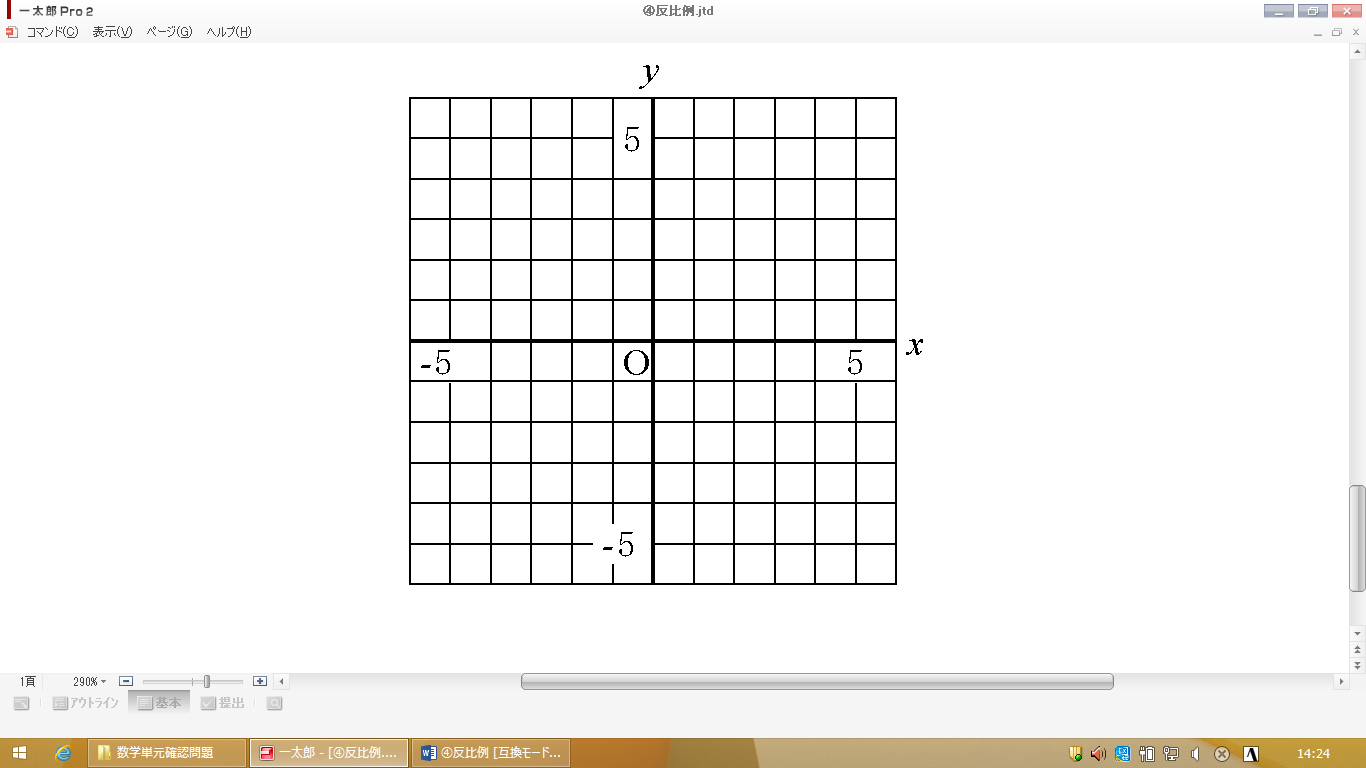 一太郎Pro 2
④反比例.jtd
コマンド(C) 表示(V) ページ(G) ヘルプ(H)
y
5
x
-5 O 5
-5
1頁 290%
アウトライン 基本 提出
数学単元確認問題 一太郎 - [④反比例.... ④反比例 [互換モード... A 14:24